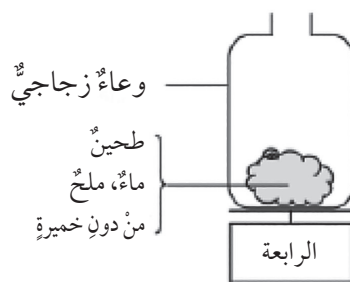 وعاءٌ زجاجيٌّ
طحينٌ
ماءٌ، ملحٌ
منْ دونِ خميرةٍ
الرابعة